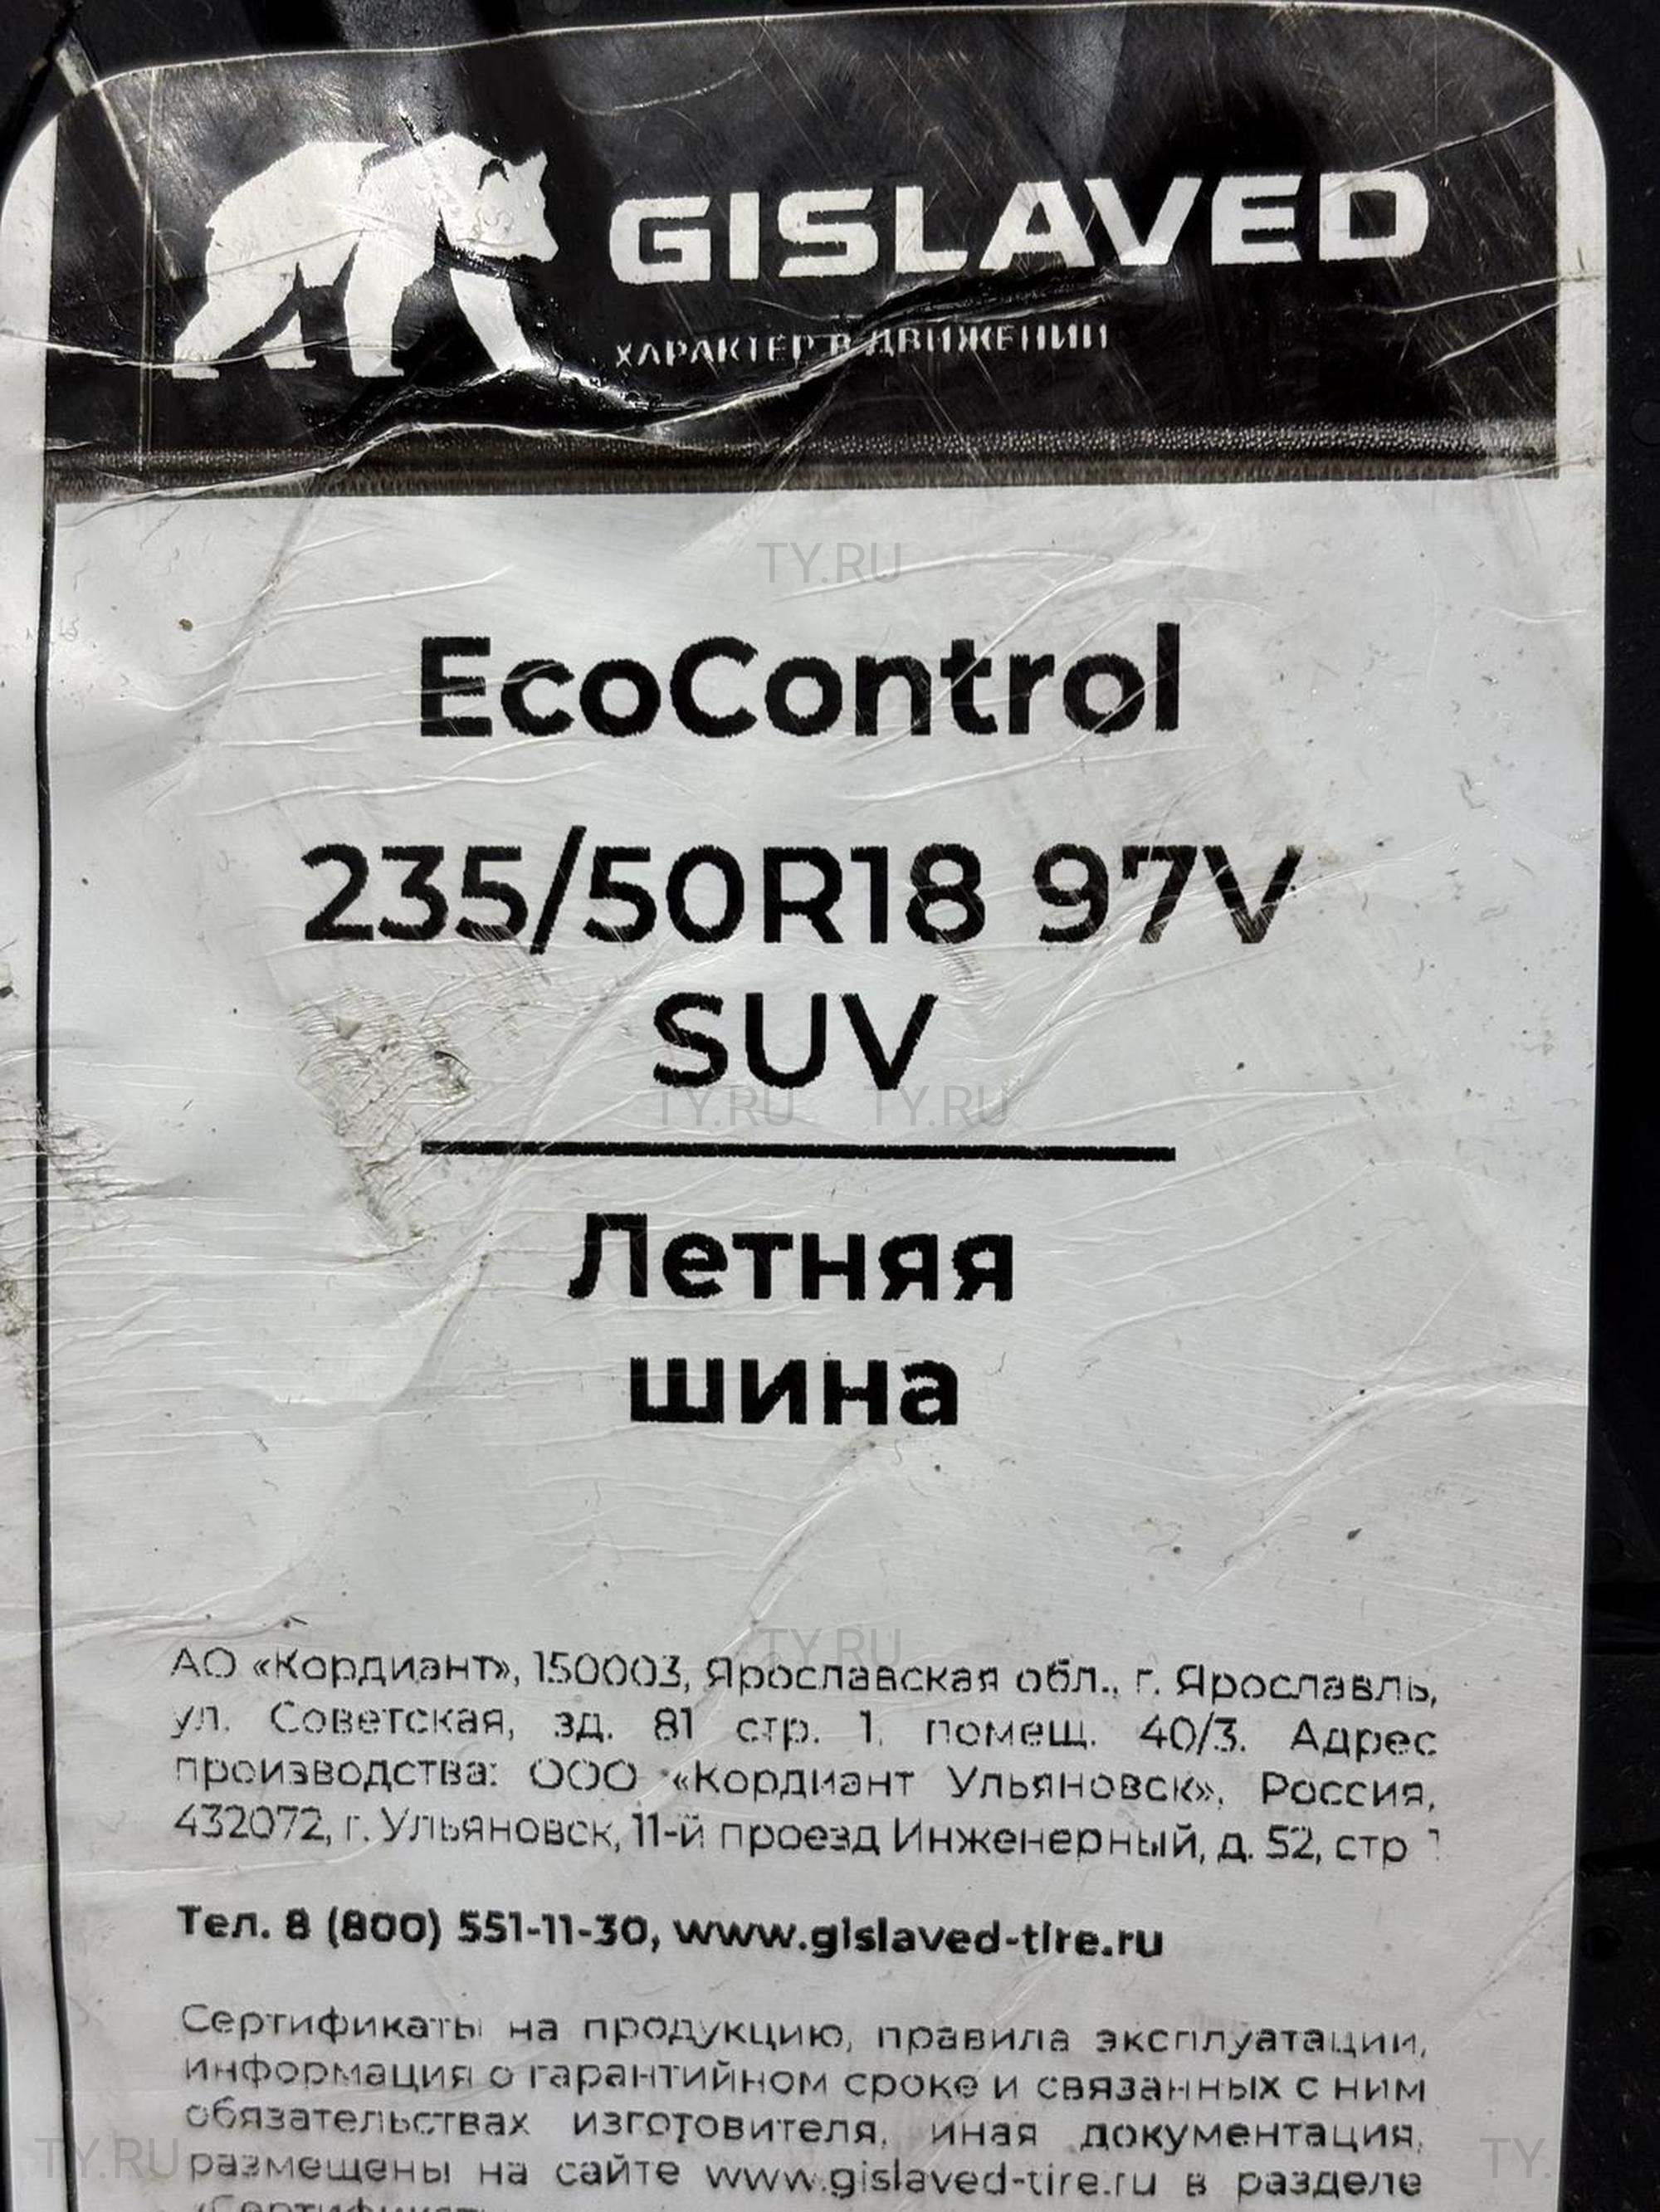 GISLAVED
ХАРАКТЕР В ДВИЖЕНИИ
TY.RU
EcoControl
235/50R18 97V
SUV
TY.RU TY.RU
Летняя
шина
TY.RU
АО «Кордиант», 150003, Ярославская обл., г. Ярославль,
ул. Советская, зд. 81 стр. 1, помещ. 40/3. Адрес
производства: ООО «Кордиант Ульяновск», Россия,
432072, г. Ульяновск, 11-й проезд Инженерный, д. 52, стр
Тел. 8 (800) 551-11-30, www.gislaved-tire.ru
Сертификаты на продукцию, правила эксплуатации,
информация о гарантийном сроке и связанных с ним
обязательствах изготовителя, иная документация,
TY.RU TY.
размещены на сайте www.gislaved-tire.ru в разделе